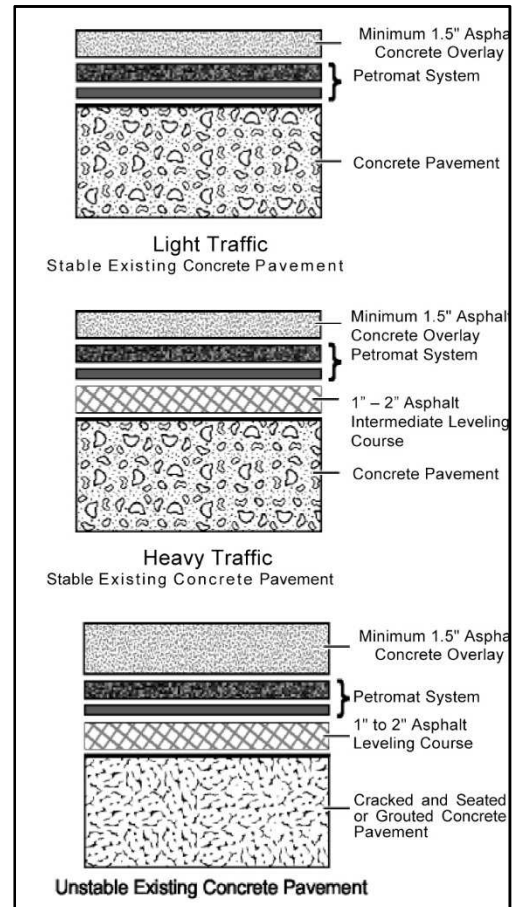 Minimum 1.5" Aspha
Concrete Overlay
Petromat System
Concrete Pavement
Light Traffic
Stable Existing Concrete Pavement
Minimum 1.5" Asphalt
Concrete Overlay
Petromat System
1" – 2" Asphalt
Intermediate Leveling
Course
Concrete Pavement
Heavy Traffic
Stable Existing Concrete Pavement
Minimum 1.5" Aspha
Concrete Overlay
Petromat System
1" to 2" Asphalt
Leveling Course
Cracked and Seated
or Grouted Concrete
Pavement
Unstable Existing Concrete Pavement